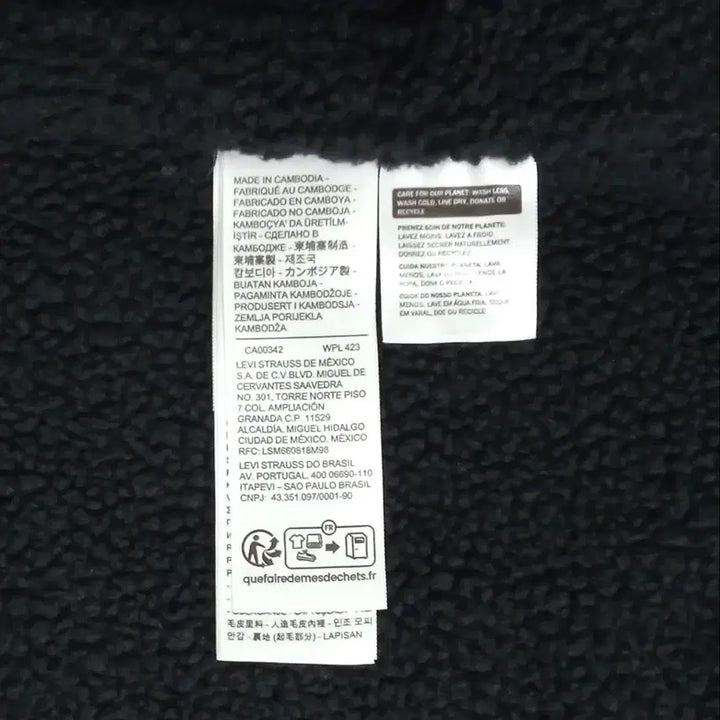 MADE IN CAMBODIA -
FABRIQUÉ AU CAMBODGE -
FABRICADO EN CAMBOYA -
FABRICADO NO CAMBOJA -
KAMBOÇYA' DA ÜRETİLM-
İŞTİR - СДЕЛАНО В
КАМБОДЖЕ - 柬埔寨制造 -
柬埔寨製 - 제조국
캄보디아 - カンボジア製 -
BUATAN KAMBOJA -
PAGAMINTA KAMBODŽOJE -
PRODUSERT I KAMBODSJA -
ZEMLJA PORIJEKLA
KAMBODŽA
CA00342 WPL 423
LEVI STRAUSS DE MÉXICO
S.A. DE C.V.BLVD. MIGUEL DE
CERVANTES SAAVEDRA
NO. 301, TORRE NORTE PISO
7 COL. AMPLIACIÓN
GRANADA C.P. 11529
ALCALDÍA, MIGUEL HIDALGO
CIUDAD DE MÉXICO, MÉXICO
RFC: LSM660818M98
LEVI STRAUSS DO BRASIL
AV. PORTUGAL, 400 06690-110
ITAPEVI - SAO PAULO BRASIL
CNPJ: 43.351.097/0001-90
FR
quefairedemesdechets.fr
毛皮里料 - 人造毛皮內裡 - 인조 모피
안감 - 裏地 (起毛部分) - LAPISAN
CARE FOR OUR PLANET: WASH LESS,
WASH COLD, LINE DRY, DONATE OR
RECYCLE
PRENEZ SOIN DE NOTRE PLANÈTE:
LAVEZ MOINS, LAVEZ A FROID,
LAISSEZ SÉCHER NATURELLEMENT,
DONNEZ OU RECYCLEZ
CUIDA NUESTRO PLANETA: LAVA
MENOS, LAVA
ROPA, DONA O RECICLA
CUIDE DO NOSSO PLANETA: LAVE
MENOS, LAVE EM ÁGUA FRIA, SEQUE
EM VARAL, DOE OU RECICLE